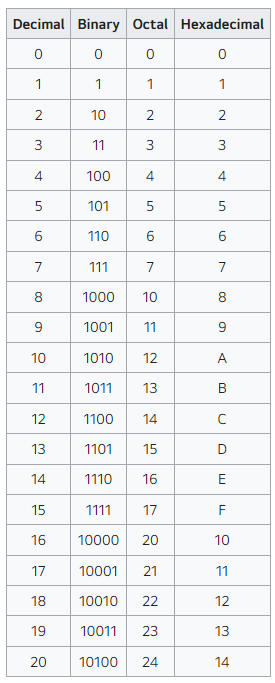 Decimal Binary Octal Hexadecimal
0 0 0 0
1 1 1 1
2 10 2 2
3 11 3 3
4 100 4 4
5 101 5 5
6 110 6 6
7 111 7 7
8 1000 10 8
9 1001 11 9
10 1010 12 A
11 1011 13 B
12 1100 14 C
13 1101 15 D
14 1110 16 E
15 1111 17 F
16 10000 20 10
17 10001 21 11
18 10010 22 12
19 10011 23 13
20 10100 24 14